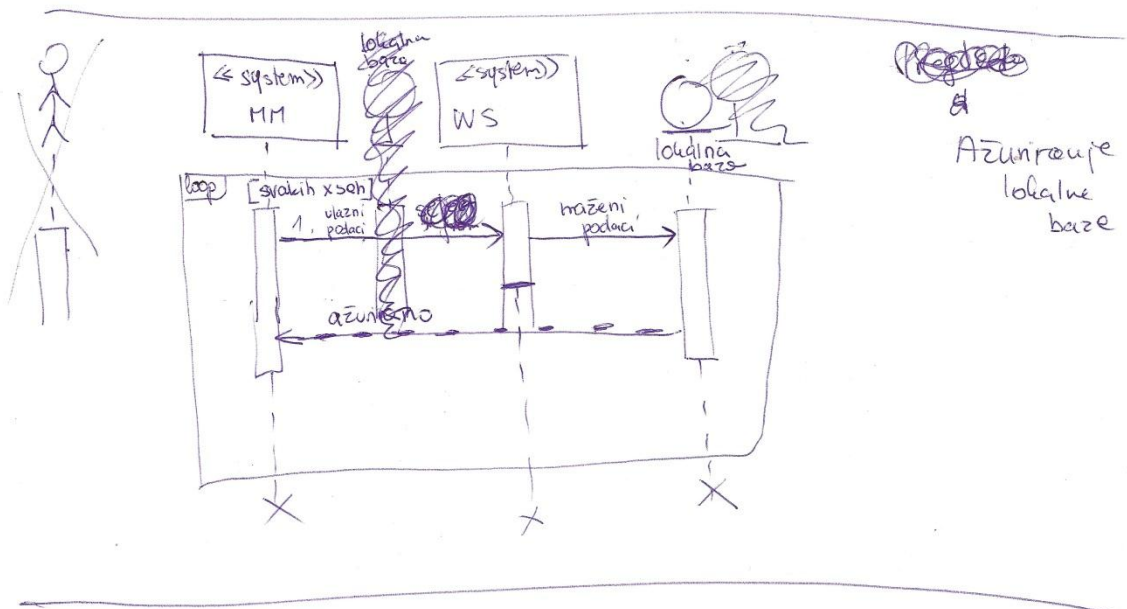 lokalna
baza
<<system>>
MM
<<system>>
WS
lokalna
baza
Ažuriranje
lokalne
baze
loop
[svakih x seh]
1. ulazni
podaci
traženi
podaci
ažurirano